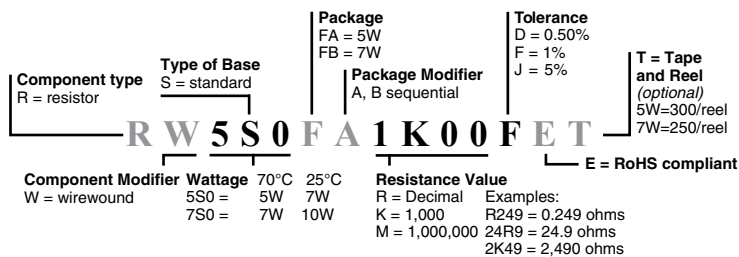 Package
FA = 5W
FB = 7W
Tolerance
D = 0.50%
F = 1%
J = 5%
Type of Base
S = standard
T = Tape
and Reel
(optional)
5W=300/reel
7W=250/reel
Component type
R = resistor
Package Modifier
A, B sequential
R W 5 S 0 F A 1 K 0 0 F E T
E = RoHS compliant
Component Modifier
W = wirewound
Wattage 70°C 25°C
5S0 = 5W 7W
7S0 = 7W 10W
Resistance Value
R = Decimal
K = 1,000
M = 1,000,000
Examples:
R249 = 0.249 ohms
24R9 = 24.9 ohms
2K49 = 2,490 ohms